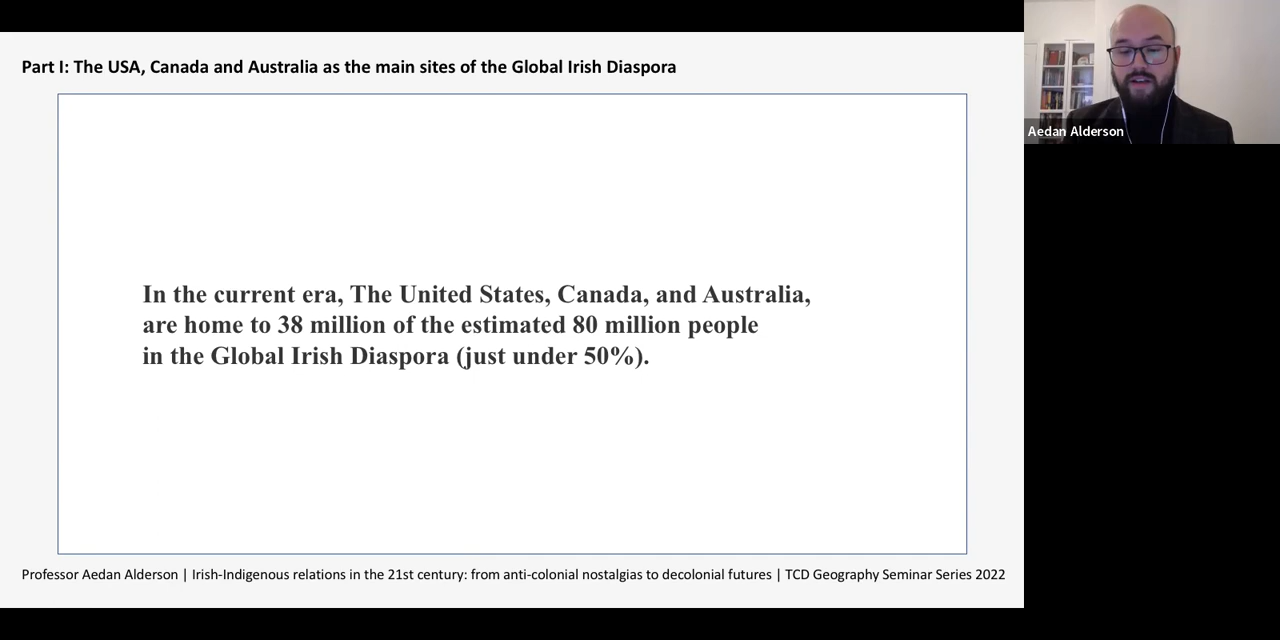 Part I: The USA, Canada and Australia as the main sites of the Global Irish Diaspora
Aedan Alderson
In the current era, The United States, Canada, and Australia,
are home to 38 million of the estimated 80 million people
in the Global Irish Diaspora (just under 50%).
Professor Aedan Alderson | Irish-Indigenous relations in the 21st century: from anti-colonial nostalgias to decolonial futures | TCD Geography Seminar Series 2022